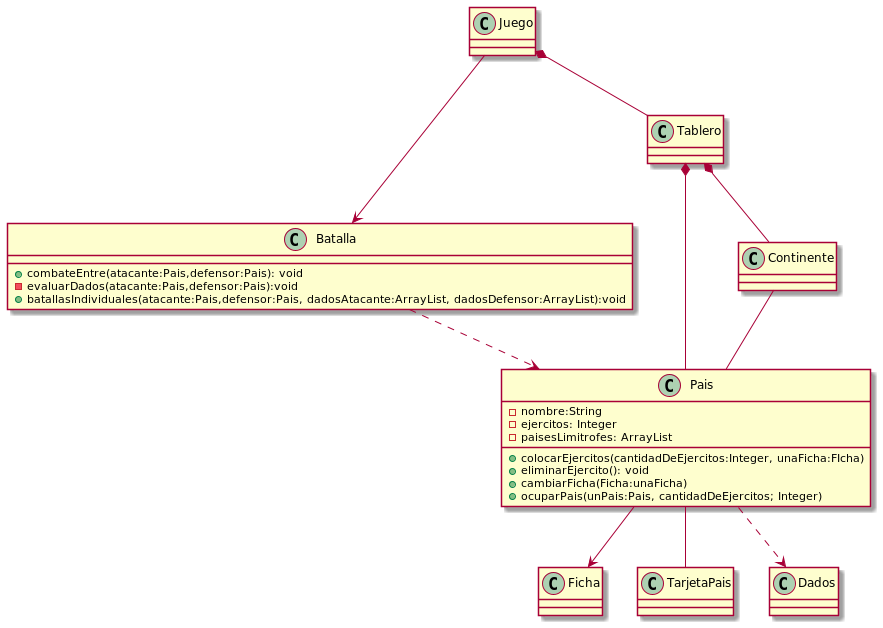 C Juego
C Tablero
C Batalla
combateEntre(atacante:Pais,defensor:Pais): void
evaluarDados(atacante:Pais,defensor:Pais):void
batallasIndividuales(atacante:Pais,defensor:Pais, dadosAtacante:ArrayList, dadosDefensor:ArrayList):void
C Continente
C Pais
nombre:String
ejercitos: Integer
paisesLimitrofes: ArrayList
colocarEjercitos(cantidadDeEjercitos:Integer, unaFicha:FIcha)
eliminarEjercito(): void
cambiarFicha(Ficha:unaFicha)
ocuparPais(unPais:Pais, cantidadDeEjercitos; Integer)
C Ficha
C TarjetaPais
C Dados